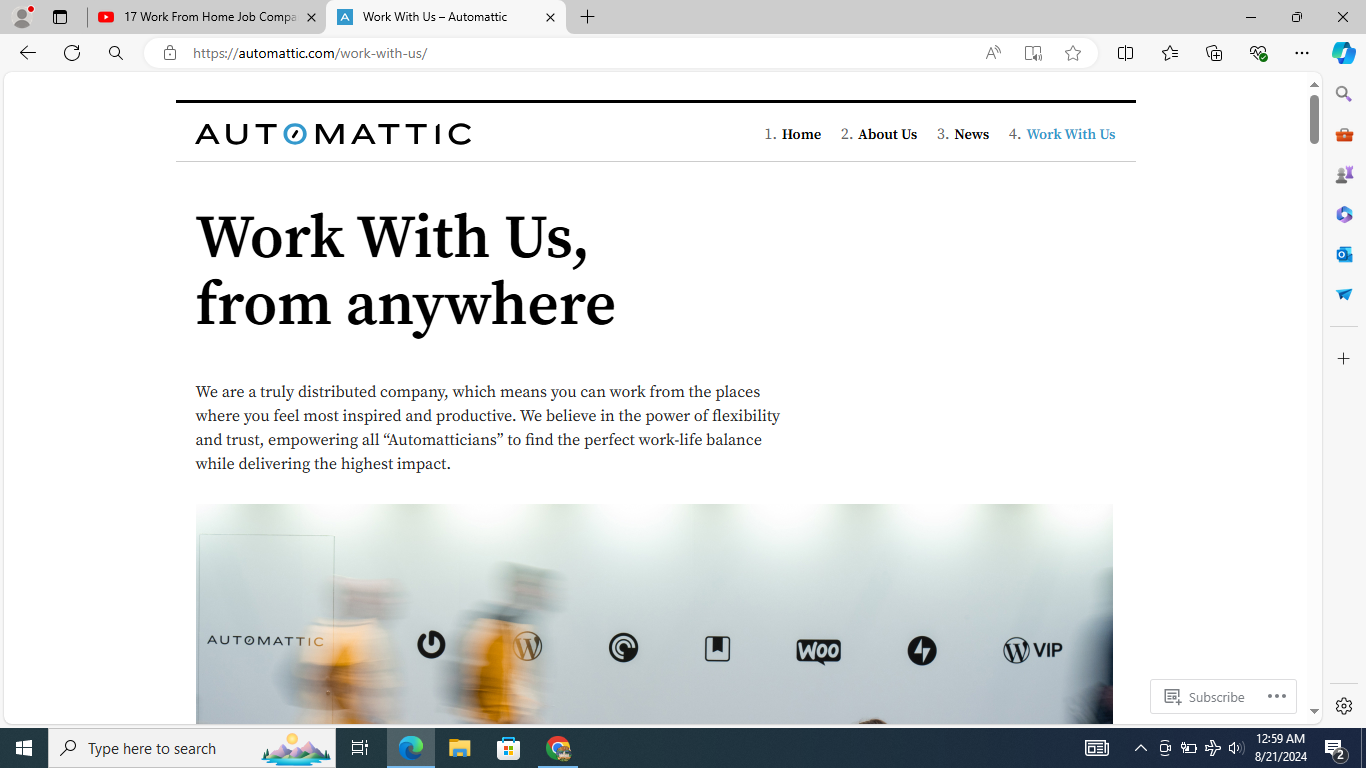 17 Work From Home Job Compa
Work With Us – Automattic
https://automattic.com/work-with-us/
AUTOMATTIC
1. Home 2. About Us 3. News 4. Work With Us
Work With Us,
from anywhere
We are a truly distributed company, which means you can work from the places
where you feel most inspired and productive. We believe in the power of flexibility
and trust, empowering all “Automatticians” to find the perfect work-life balance
while delivering the highest impact.
AUTOMATTIC
WOO
VIP
Subscribe
Type here to search
12:59 AM
8/21/2024
2